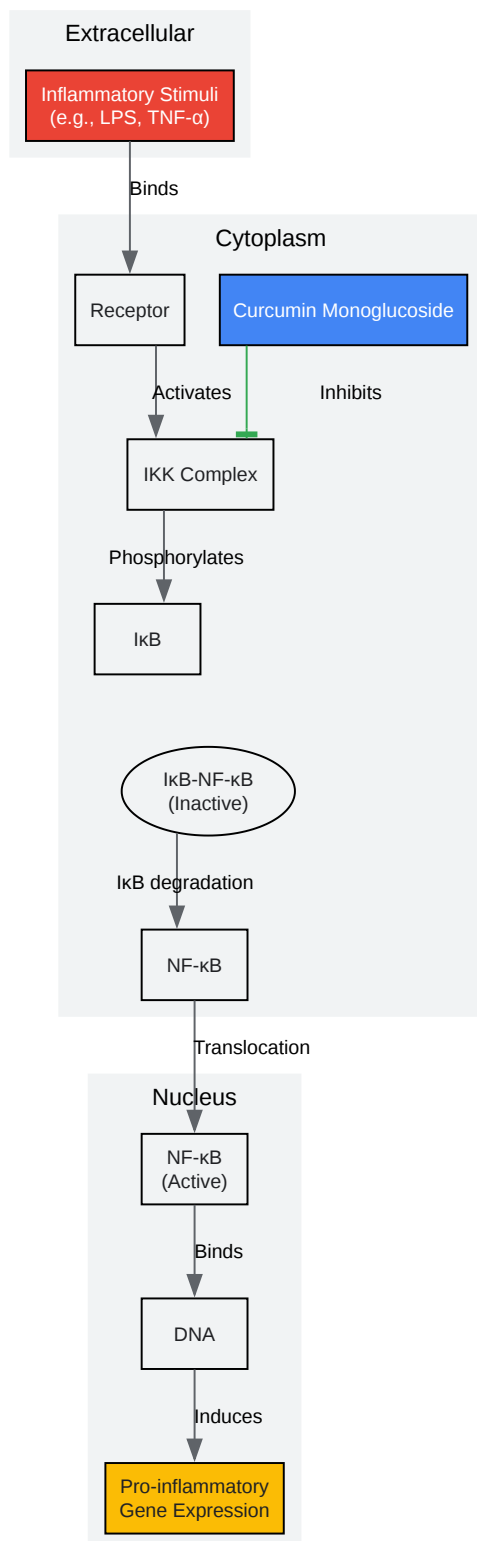 Extracellular
Inflammatory Stimuli
(e.g., LPS, TNF-α)
Binds
Cytoplasm
Receptor
Curcumin Monoglucoside
Activates
Inhibits
IKK Complex
Phosphorylates
IκB
IκB-NF-κB
(Inactive)
IκB degradation
NF-κB
Translocation
Nucleus
NF-κB
(Active)
Binds
DNA
Induces
Pro-inflammatory
Gene Expression